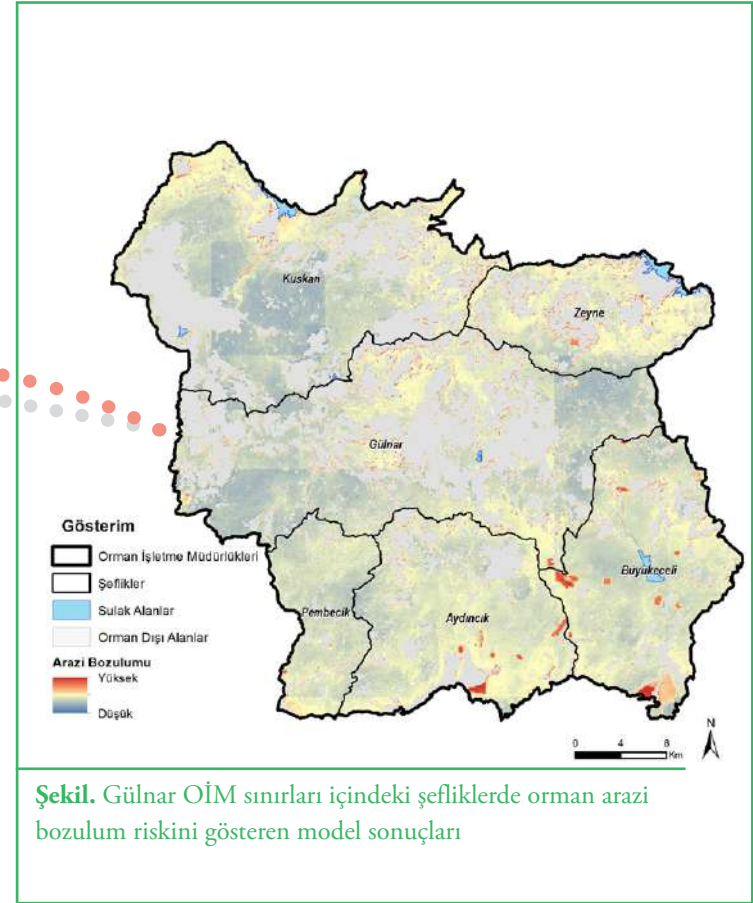 Kuskan
Zeyne
Gülnar
Büyükeceli
Pembecik
Aydıncık
Gösterim
Orman İşletme Müdürlükleri
Şeflikler
Sulak Alanlar
Orman Dışı Alanlar
Arazi Bozulumu
Yüksek
Düşük
N
0 4 8
Km
Şekil. Gülnar OİM sınırları içindeki şefliklerde orman arazi
bozulum riskini gösteren model sonuçları